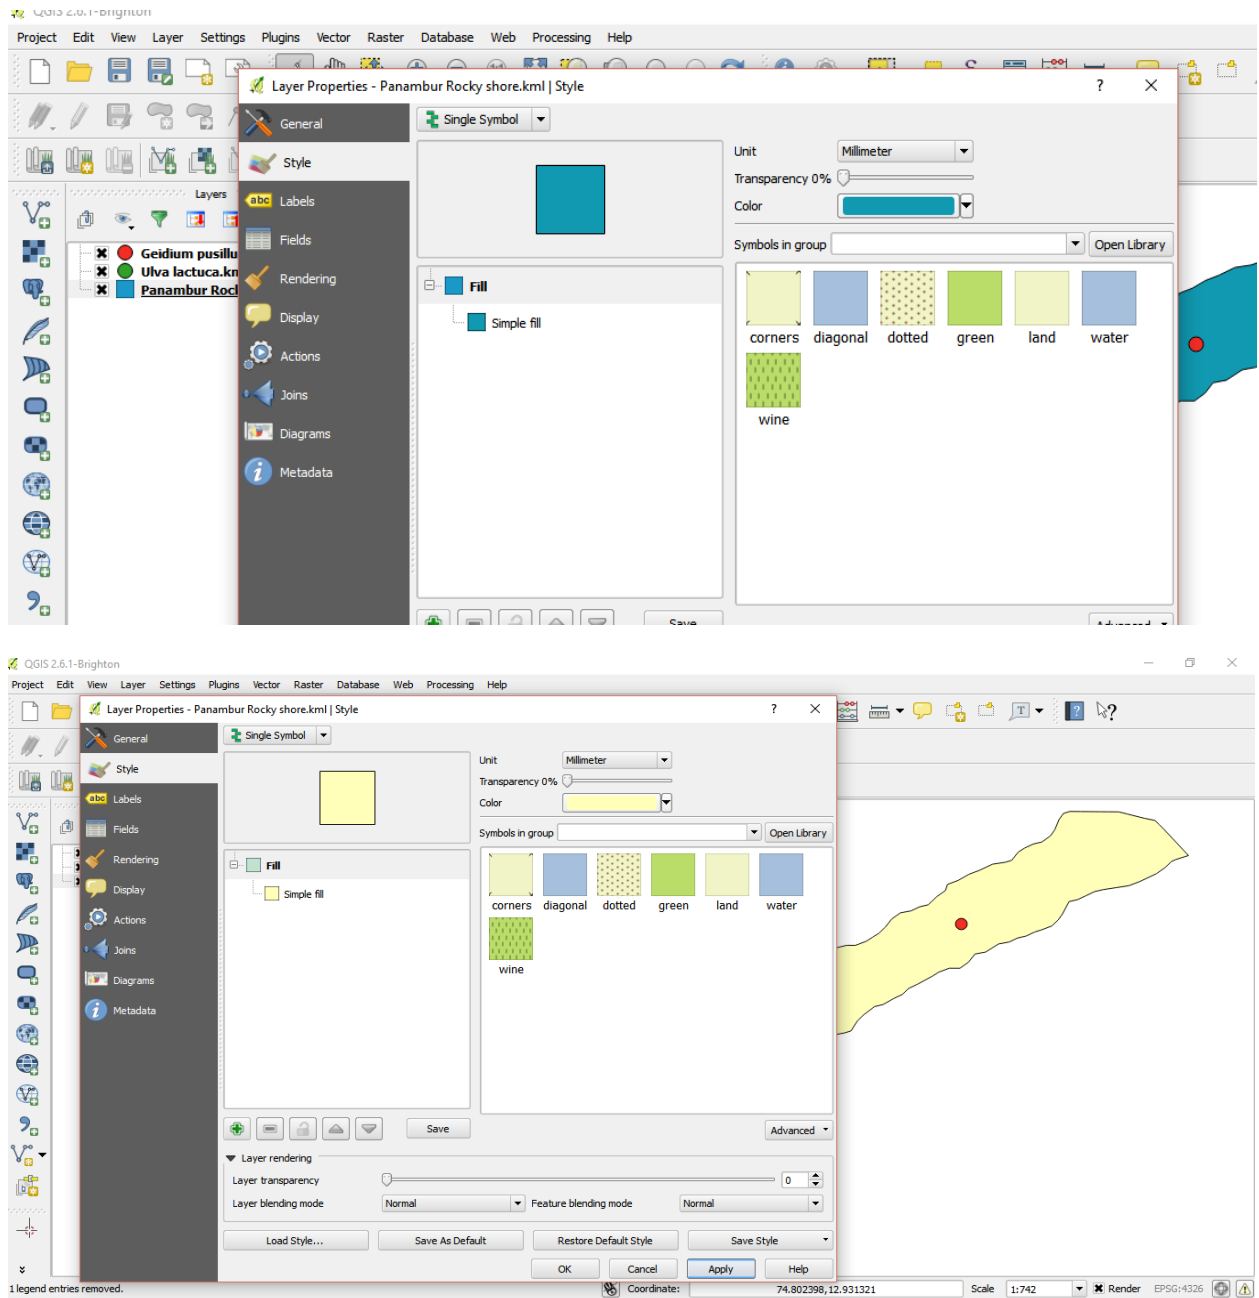 QGIS 2.6.1-Brighton
Project Edit View Layer Settings Plugins Vector Raster Database Web Processing Help
Layer Properties - Panambur Rocky shore.kml | Style
? ×
General
Single Symbol
Style
Unit Millimeter
Transparency 0%
Color
Layers
abc Labels
Fields
Symbols in group Open Library
Geidium pusillu
Ulva lactuca.kn
Panambur Rocl
Rendering
Fill
Display
Simple fill
corners diagonal dotted green land water
Actions
Joins
wine
Diagrams
Metadata
Save
Advanced
QGIS 2.6.1-Brighton
Project Edit View Layer Settings Plugins Vector Raster Database Web Processing Help
Layer Properties - Panambur Rocky shore.kml | Style
? ×
T ? ?
General
Single Symbol
Style
Unit Millimeter
Transparency 0%
Color
abc Labels
Fields
Symbols in group Open Library
Rendering
Fill
Display
Simple fill
corners diagonal dotted green land water
Actions
Joins
wine
Diagrams
Metadata
Save
Advanced
Layer rendering
Layer transparency 0
Layer blending mode Normal Feature blending mode Normal
Load Style... Save As Default Restore Default Style Save Style
OK Cancel Apply Help
1 legend entries removed. Coordinate: 74.802398,12.931321 Scale 1:742 Render EPSG:4326